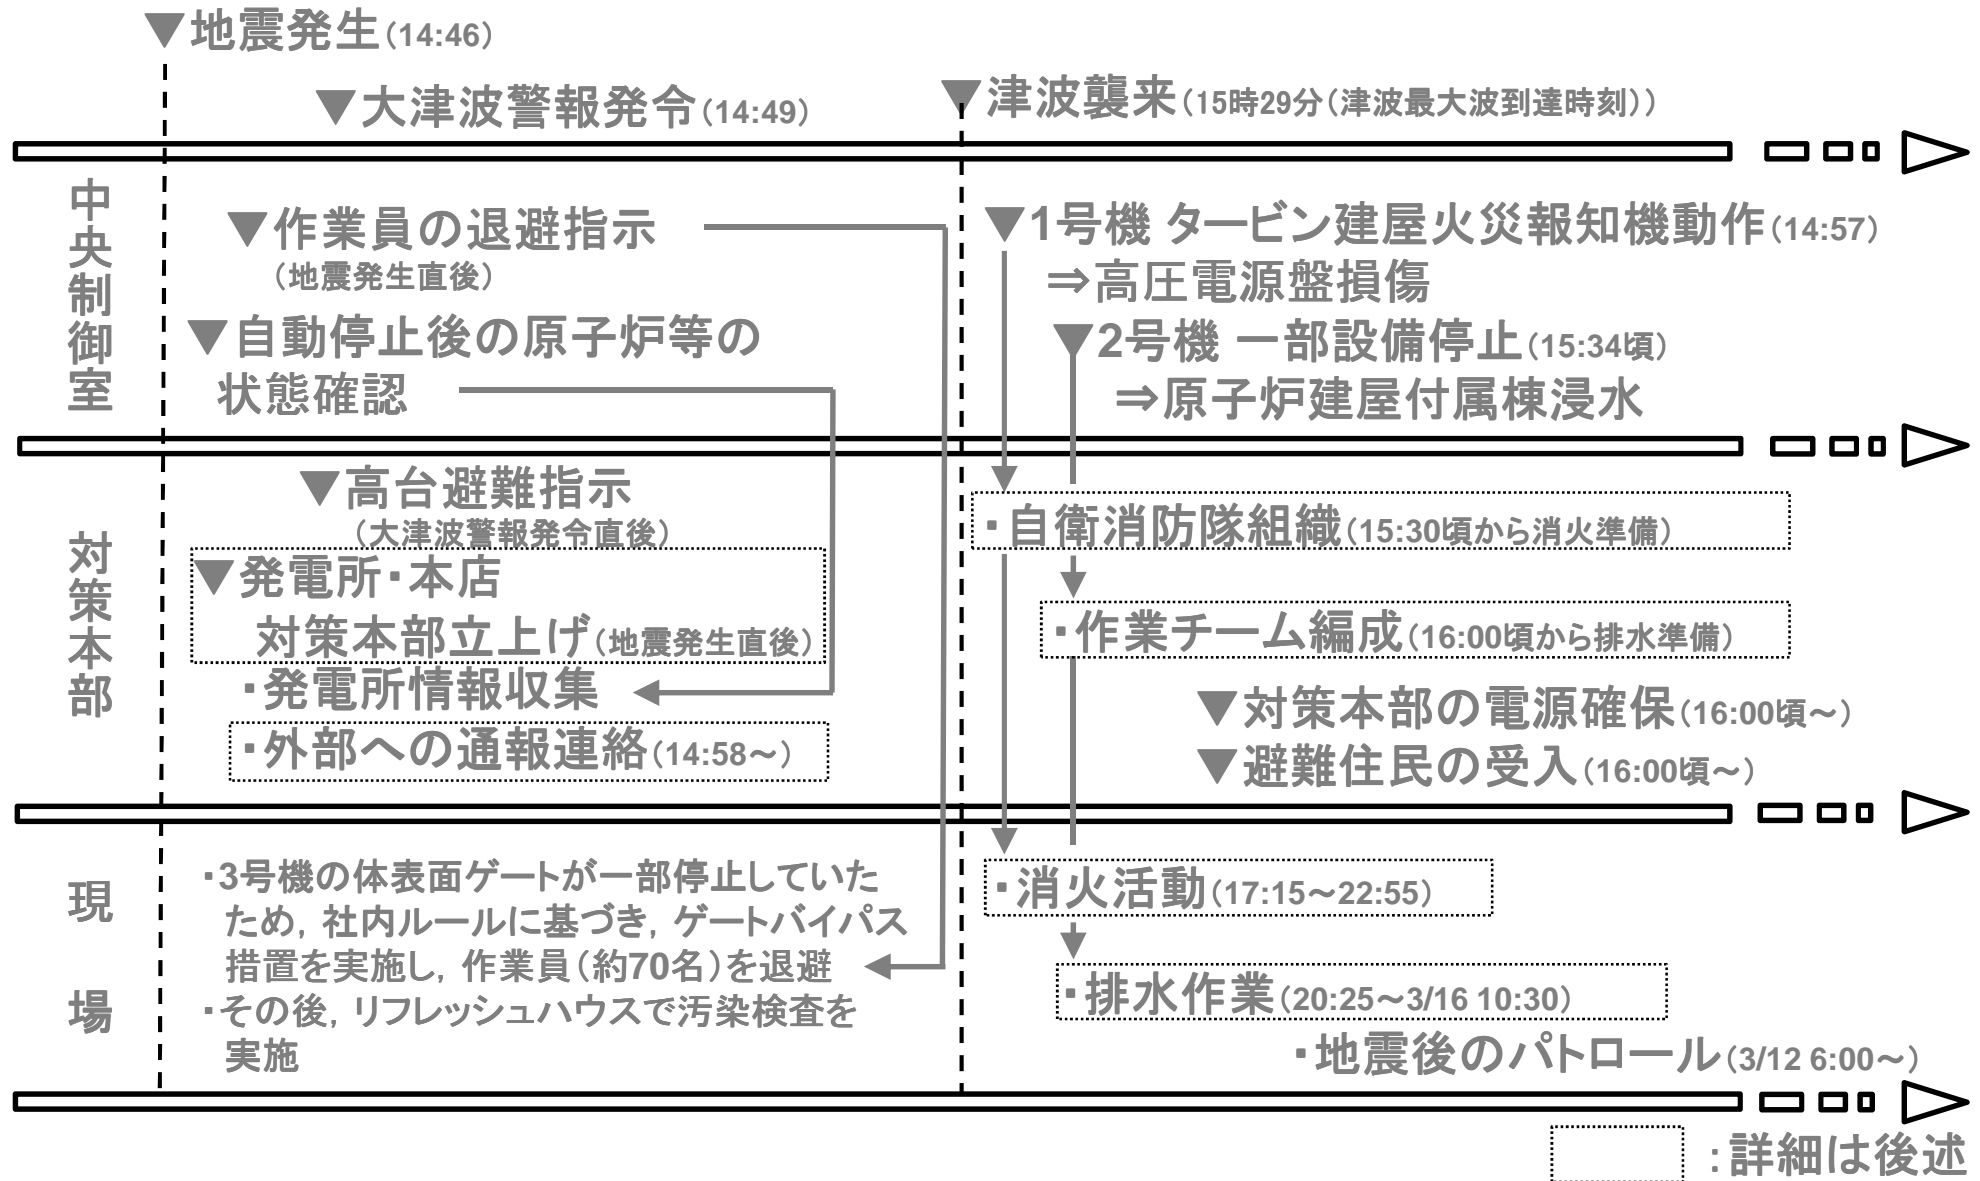 ▼地震発生(14:46)
▼大津波警報発令(14:49)
▼津波襲来(15時29分(津波最大波到達時刻))
中央制御室
▼作業員の退避指示
(地震発生直後)
▼自動停止後の原子炉等の
状態確認
▼1号機 タービン建屋火災報知機動作(14:57)
⇒高圧電源盤損傷
▼2号機 一部設備停止(15:34頃)
⇒原子炉建屋付属棟浸水
対策本部
▼高台避難指示
(大津波警報発令直後)
▼発電所・本店
対策本部立上げ(地震発生直後)
・発電所情報収集
・外部への通報連絡(14:58～)
・自衛消防隊組織(15:30頃から消火準備)
・作業チーム編成(16:00頃から排水準備)
▼対策本部の電源確保(16:00頃～)
▼避難住民の受入(16:00頃～)
現場
・3号機の体表面ゲートが一部停止していた
ため，社内ルールに基づき，ゲートバイパス
措置を実施し，作業員(約70名)を退避
・その後，リフレッシュハウスで汚染検査を
実施
・消火活動(17:15～22:55)
・排水作業(20:25～3/16 10:30)
・地震後のパトロール(3/12 6:00～)
：詳細は後述